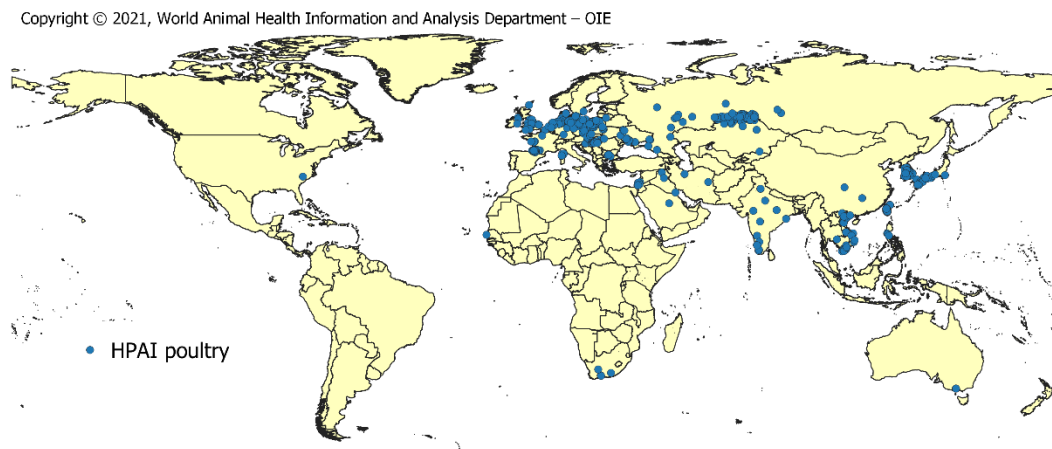 Copyright © 2021, World Animal Health Information and Analysis Department – OIE
HPAI poultry